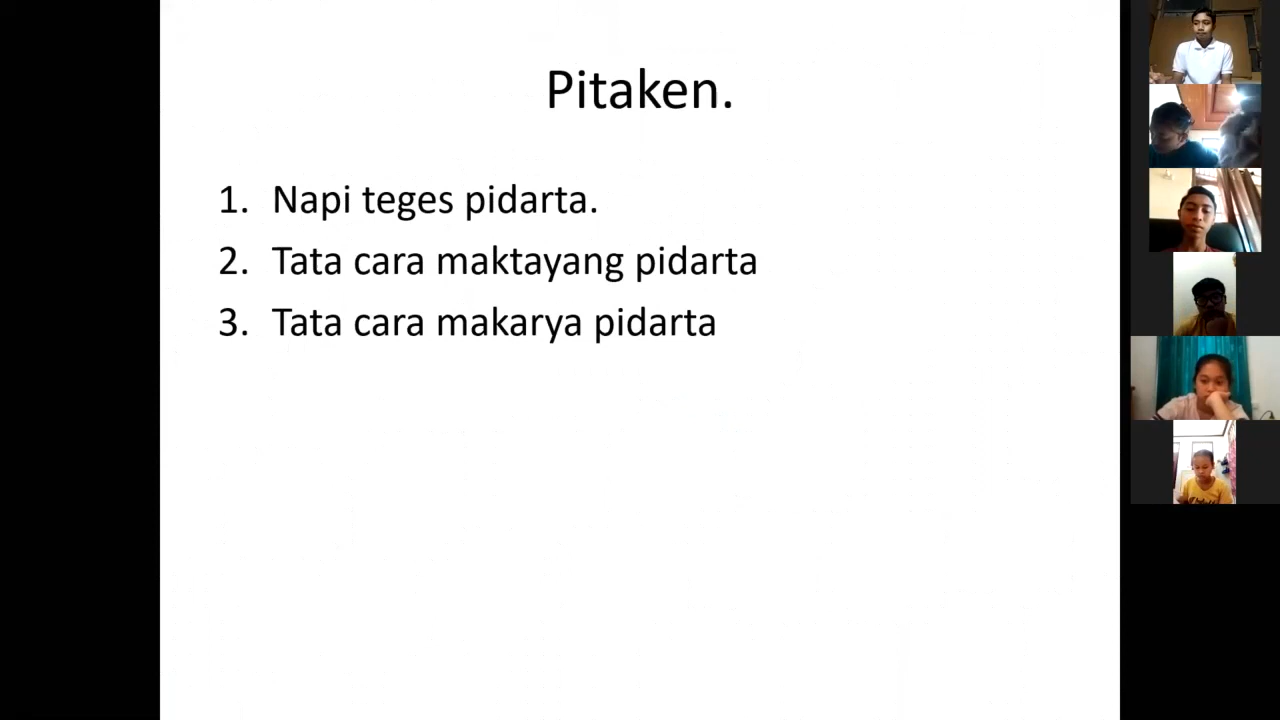 Pitaken.
1. Napi teges pidarta.
2. Tata cara maktayang pidarta
3. Tata cara makarya pidarta